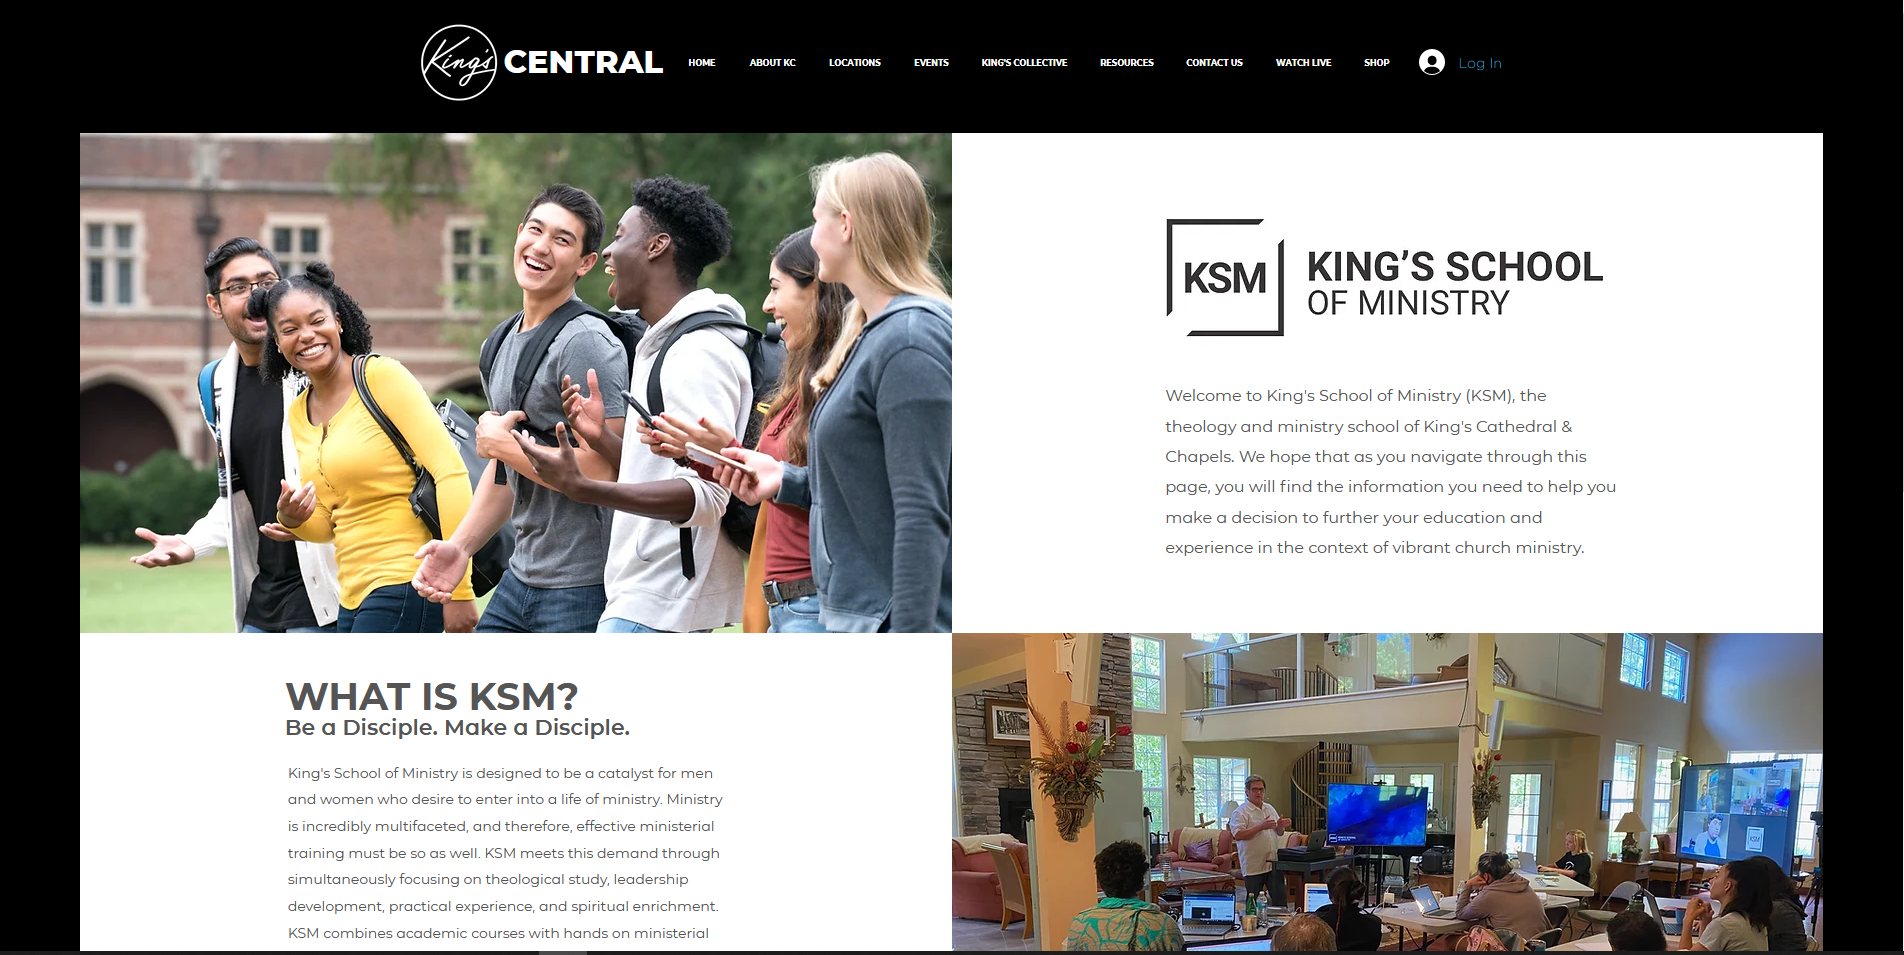 King's CENTRAL
HOME
ABOUT KC
LOCATIONS
EVENTS
KING'S COLLECTIVE
RESOURCES
CONTACT US
WATCH LIVE
SHOP
Log In
KSM
KING'S SCHOOL
OF MINISTRY
Welcome to King's School of Ministry (KSM), the
theology and ministry school of King's Cathedral &
Chapels. We hope that as you navigate through this
page, you will find the information you need to help you
make a decision to further your education and
experience in the context of vibrant church ministry.
WHAT IS KSM?
Be a Disciple. Make a Disciple.
King's School of Ministry is designed to be a catalyst for men
and women who desire to enter into a life of ministry. Ministry
is incredibly multifaceted, and therefore, effective ministerial
training must be so as well. KSM meets this demand through
simultaneously focusing on theological study, leadership
development, practical experience, and spiritual enrichment.
KSM combines academic courses with hands on ministerial
KSM